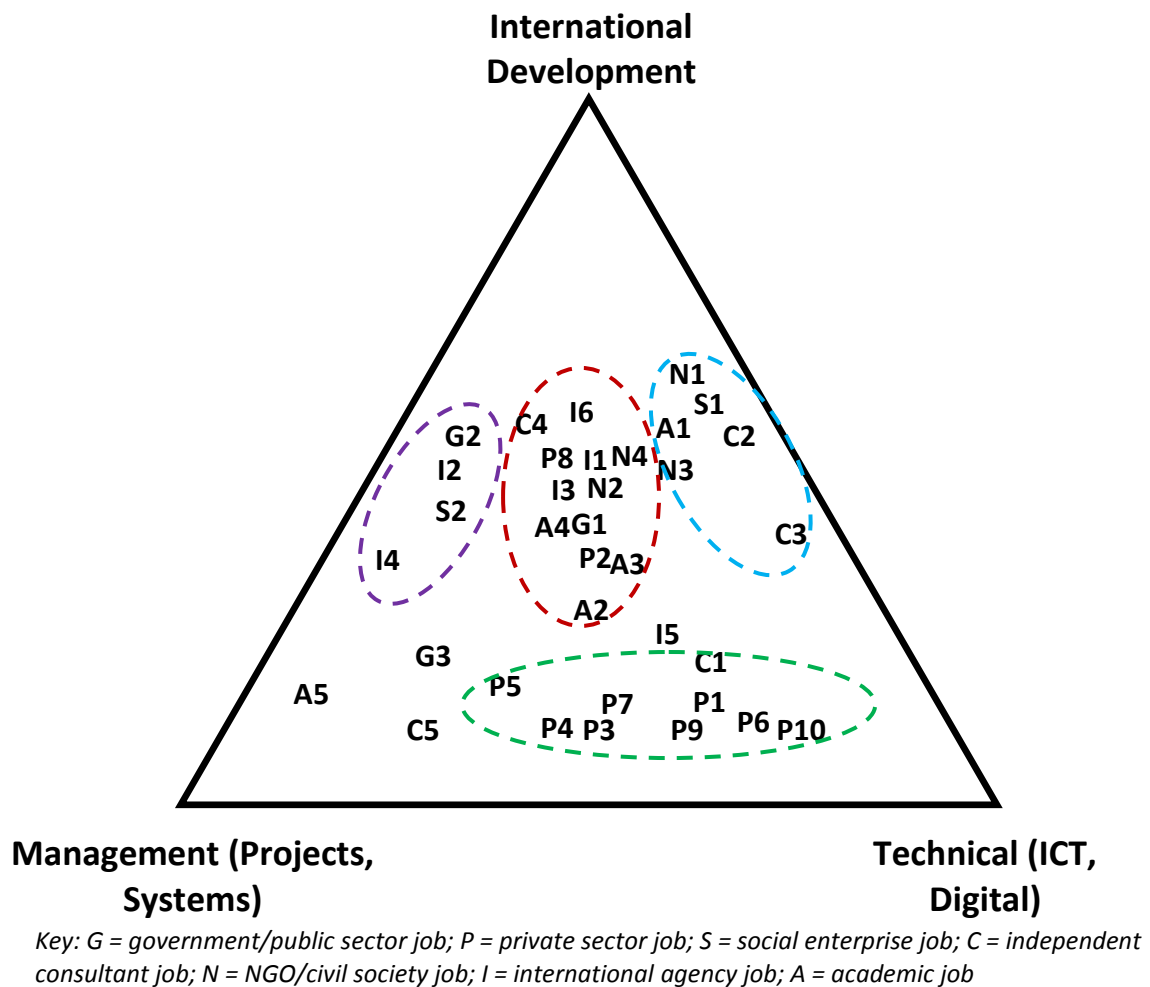 International
Development
N1
S1
I6
C4
A1
C2
G2
P8 I1 N4
I2
N3
I3 N2
S2
A4 G1
C3
I4
P2 A3
A2
I5
G3
C1
P5
A5
P7
P1
P6
C5
P4 P3
P9
P10
Management (Projects,
Systems)
Technical (ICT,
Digital)
Key: G = government/public sector job; P = private sector job; S = social enterprise job; C = independent
consultant job; N = NGO/civil society job; I = international agency job; A = academic job